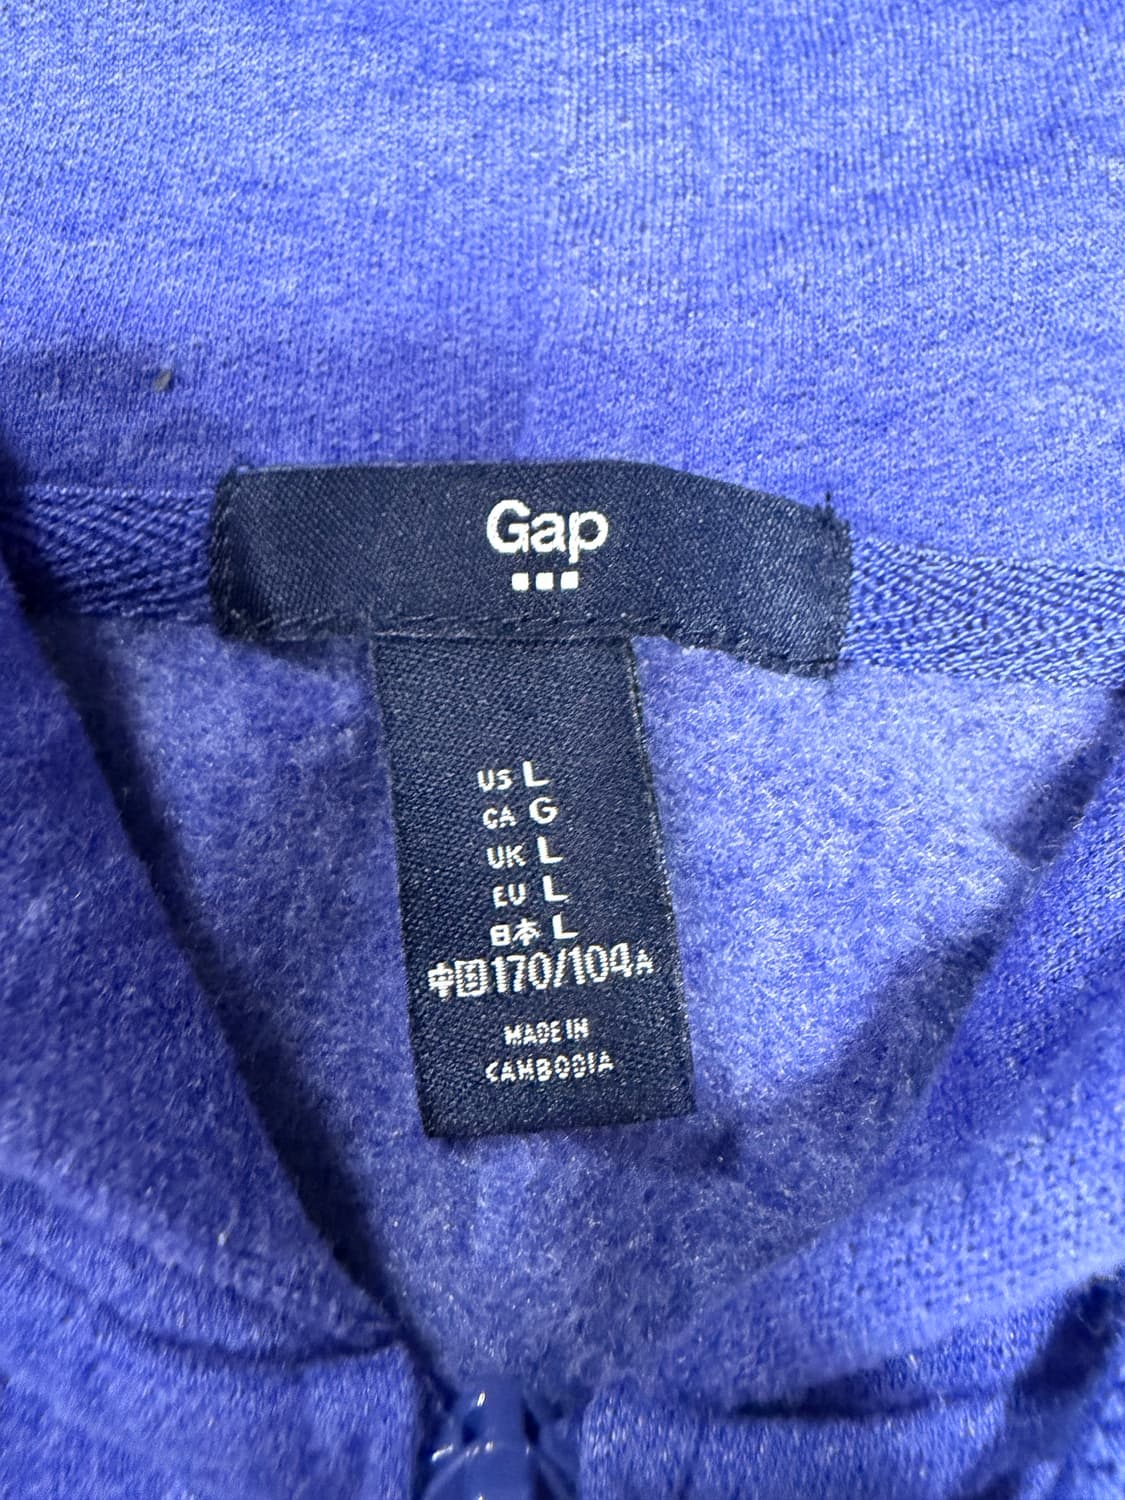 Gap
US L
CA G
UK L
EU L
日本 L
中国170/104A
MADE IN
CAMBODIA